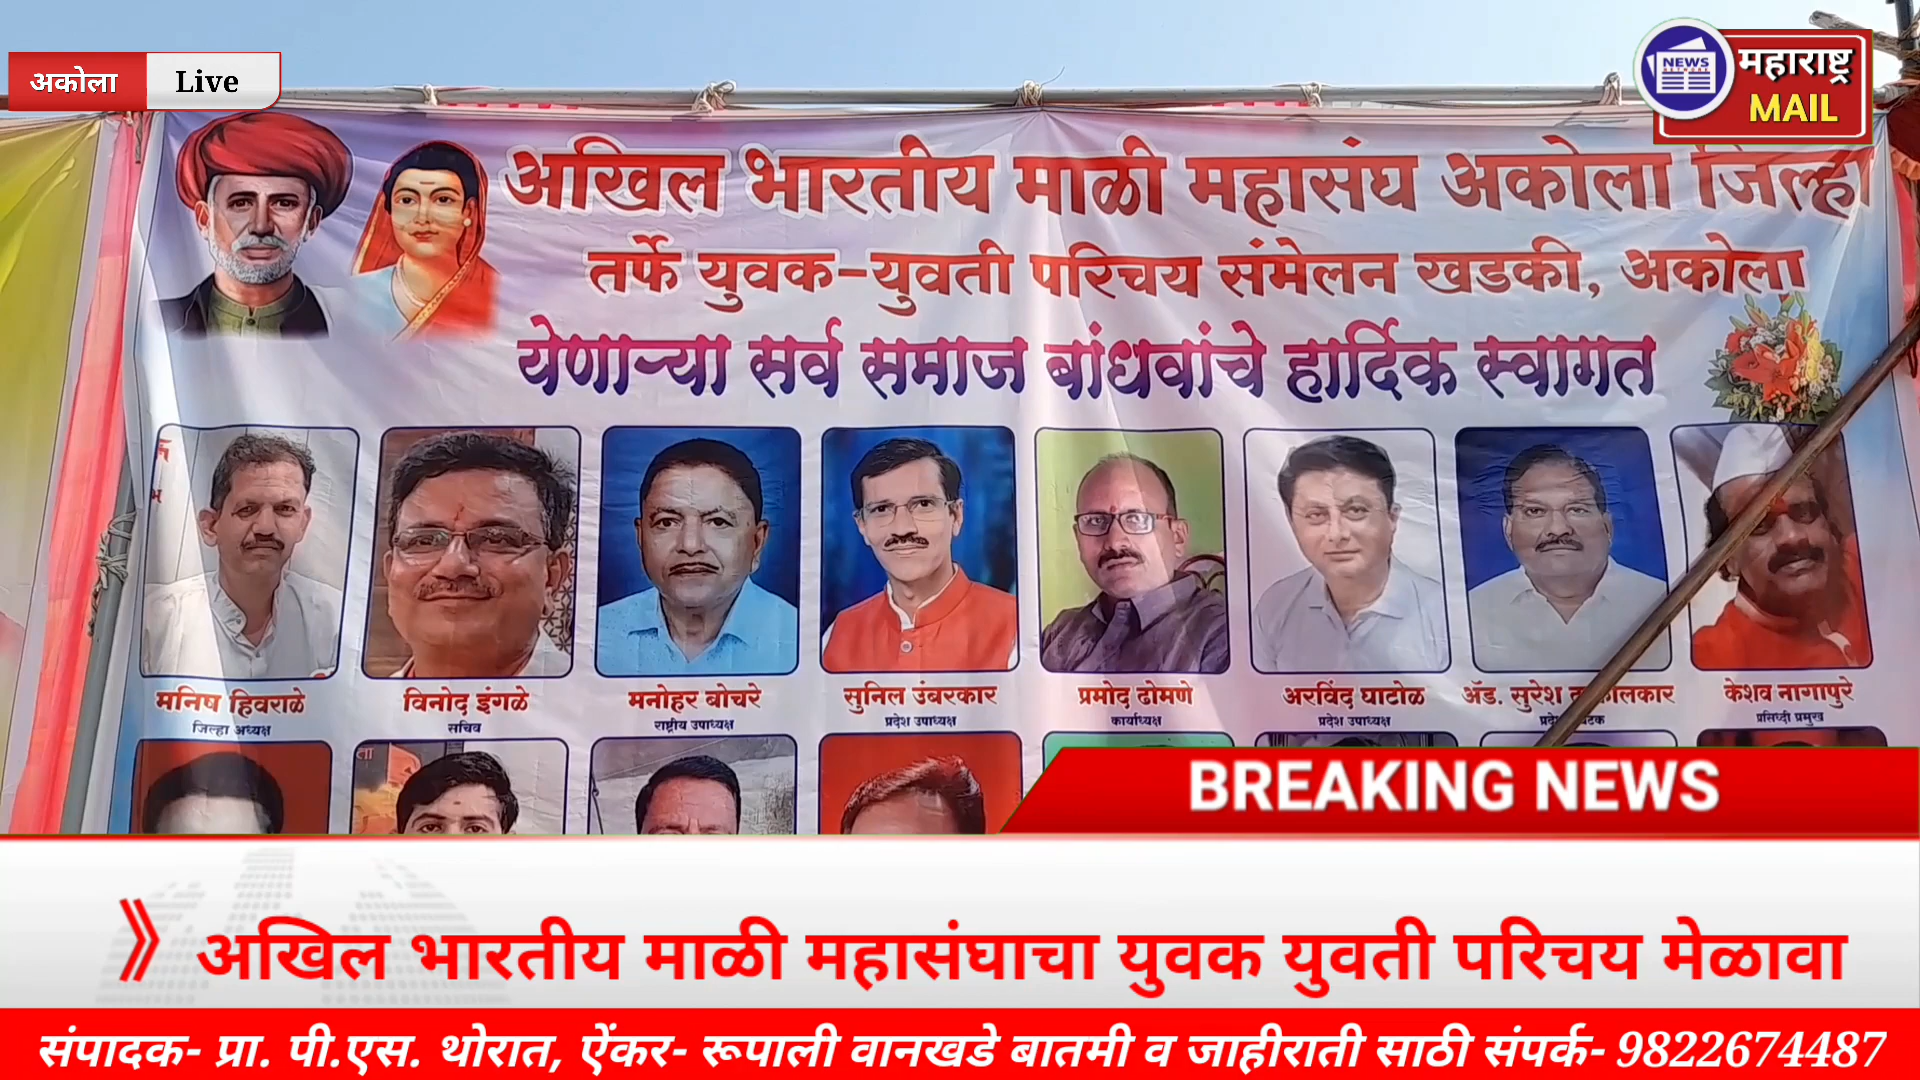 अकोला Live
NEWS
NETWORK
महाराष्ट्र
MAIL
अखिल भारतीय माळी महासंघ अकोला जिल्हा
तर्फे युवक-युवती परिचय संमेलन खडकी, अकोला
येणाऱ्या सर्व समाज बांधवांचे हार्दिक स्वागत
मनिष हिवराळे
जिल्हा अध्यक्ष
विनोद इंगळे
सचिव
मनोहर बोचरे
राष्ट्रीय उपाध्यक्ष
सुनिल उंबरकार
प्रदेश उपाध्यक्ष
प्रमोद ढोमणे
कार्याध्यक्ष
अरविंद घाटोळ
प्रदेश उपाध्यक्ष
ॲड. सुरेश
केशव नागापुरे
प्रसिध्दी प्रमुख
BREAKING NEWS
अखिल भारतीय माळी महासंघाचा युवक युवती परिचय मेळावा
संपादक- प्रा. पी.एस. थोरात, ऐंकर- रूपाली वानखडे बातमी व जाहीराती साठी संपर्क- 9822674487